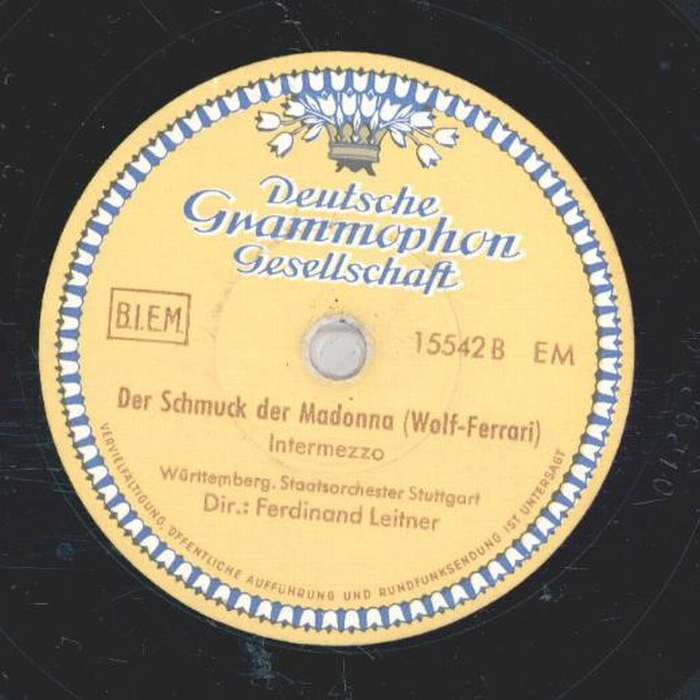 Deutsche
Grammophon
Gesellschaft
B.I.E.M.
15542 B EM
Der Schmuck der Madonna (Wolf-Ferrari)
Intermezzo
Württemberg. Staatsorchester Stuttgart
Dir.: Ferdinand Leitner
VERVIELFÄLTIGUNG, ÖFFENTLICHE AUFFÜHRUNG UND RUNDFUNKSENDUNG IST UNTERSAGT